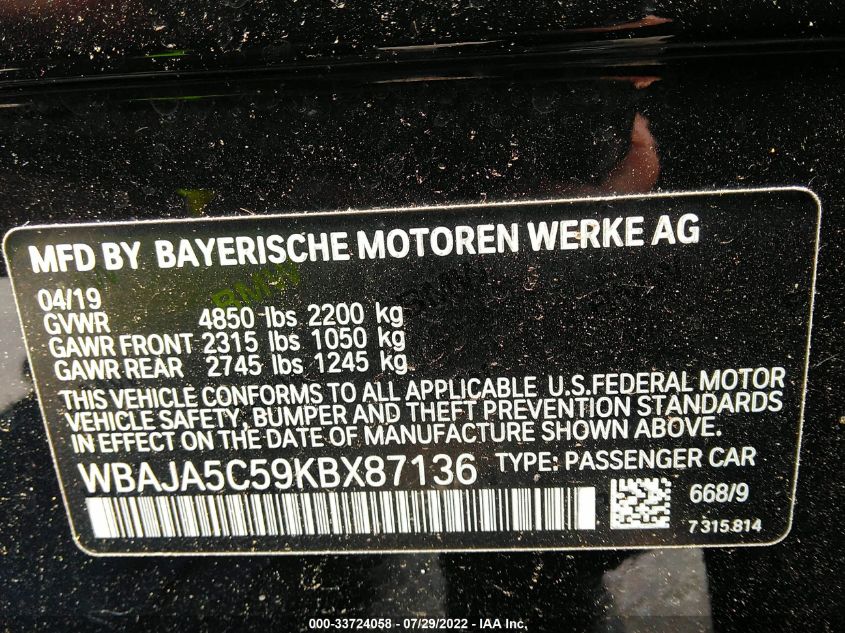 MFD BY BAYERISCHE MOTOREN WERKE AG
04/19
GVWR 4850 lbs 2200 kg
GAWR FRONT 2315 lbs 1050 kg
GAWR REAR 2745 lbs 1245 kg
THIS VEHICLE CONFORMS TO ALL APPLICABLE U.S.FEDERAL MOTOR
VEHICLE SAFETY, BUMPER AND THEFT PREVENTION STANDARDS
IN EFFECT ON THE DATE OF MANUFACTURE SHOWN ABOVE.
WBAJA5C59KBX87136 TYPE: PASSENGER CAR
668/9
7 315 814
000-33724058 - 07/29/2022 - IAA Inc.